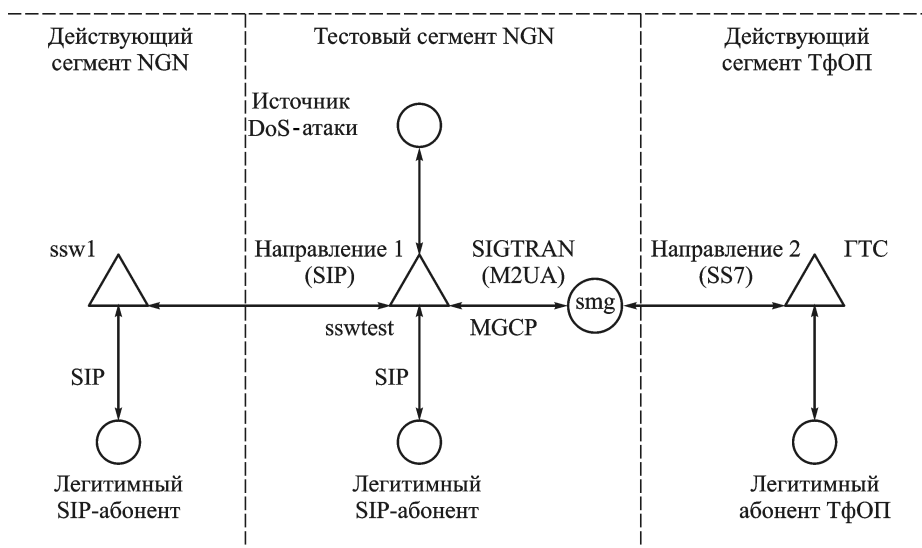 Действующий
сегмент NGN
Тестовый сегмент NGN
Действующий
сегмент ТфОП
Источник
DoS-атаки
ssw1
Направление 1
(SIP)
SIGTRAN
(M2UA)
Направление 2
(SS7)
ГТС
smg
sswtest
MGCP
SIP
SIP
Легитимный
SIP-абонент
Легитимный
SIP-абонент
Легитимный
абонент ТфОП